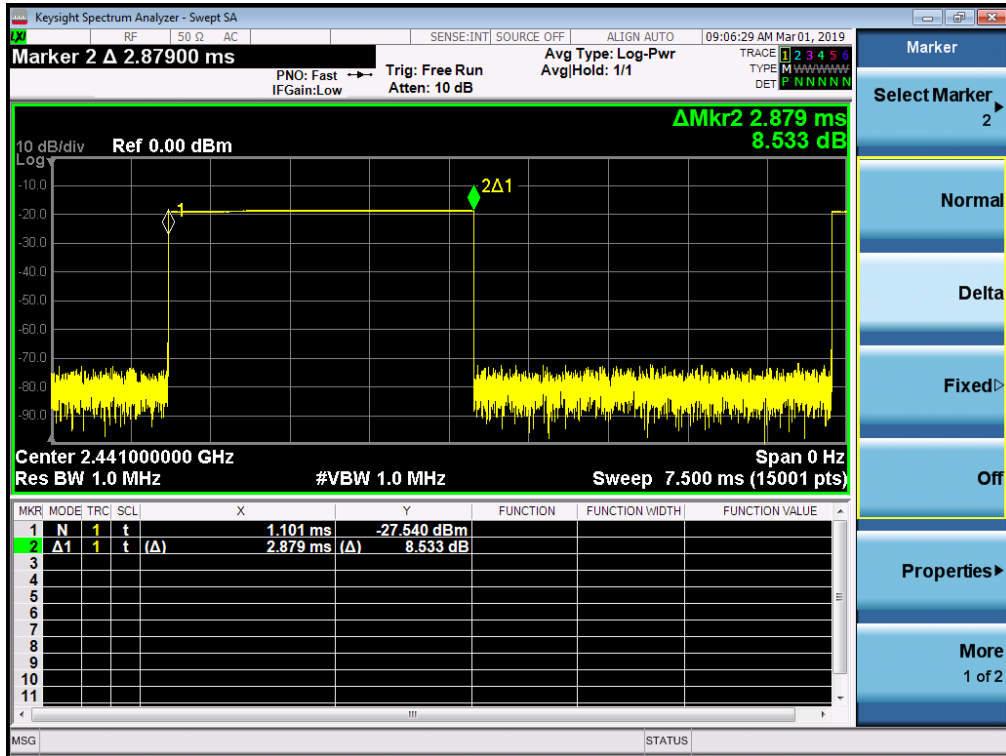 Keysight Spectrum Analyzer - Swept SA
LXI RF 50 Ω AC SENSE:INT SOURCE OFF ALIGN AUTO 09:06:29 AM Mar 01, 2019
Marker 2 Δ 2.87900 ms
PNO: Fast
IFGain:Low
Trig: Free Run
Atten: 10 dB
Avg Type: Log-Pwr
Avg|Hold: 1/1
TRACE 1 2 3 4 5 6
TYPE M WWWWW
DET P N N N N N
ΔMkr2 2.879 ms
8.533 dB
10 dB/div Ref 0.00 dBm
Log
-10.0
-20.0
-30.0
-40.0
-50.0
-60.0
-70.0
-80.0
-90.0
1
2Δ1
Center 2.441000000 GHz Span 0 Hz
Res BW 1.0 MHz #VBW 1.0 MHz Sweep 7.500 ms (15001 pts)
MKR MODE TRC SCL X Y FUNCTION FUNCTION WIDTH FUNCTION VALUE
1 N 1 t 1.101 ms -27.540 dBm
2 Δ1 1 t (Δ) 2.879 ms (Δ) 8.533 dB
3
4
5
6
7
8
9
10
11
MSG STATUS
Marker
Select Marker
2
Normal
Delta
Fixed
Off
Properties
More
1 of 2